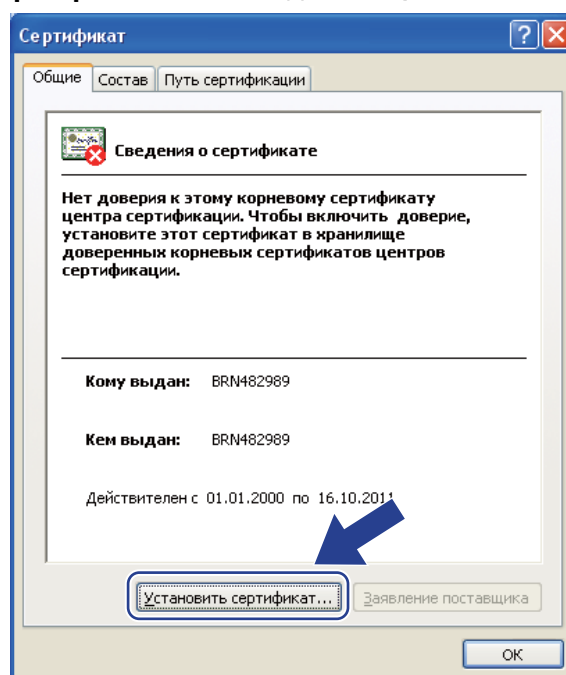 Сертификат
Общие Состав Путь сертификации
Сведения о сертификате
Нет доверия к этому корневому сертификату
центра сертификации. Чтобы включить доверие,
установите этот сертификат в хранилище
доверенных корневых сертификатов центров
сертификации.
Кому выдан: BRN482989
Кем выдан: BRN482989
Действителен с 01.01.2000 по 16.10.2011
Установить сертификат... Заявление поставщика
ОК